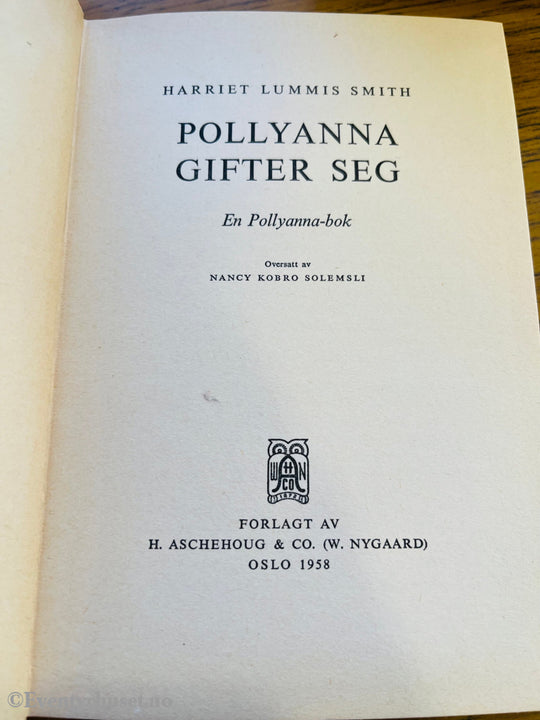 HARRIET LUMMIS SMITH
POLLYANNA
GIFTER SEG
En Pollyanna-bok
Oversatt av
NANCY KOBRO SOLEMSLI
FORLAGT AV
H. ASCHEHOUG & CO. (W. NYGAARD)
OSLO 1958
© Eventyrhuset.no